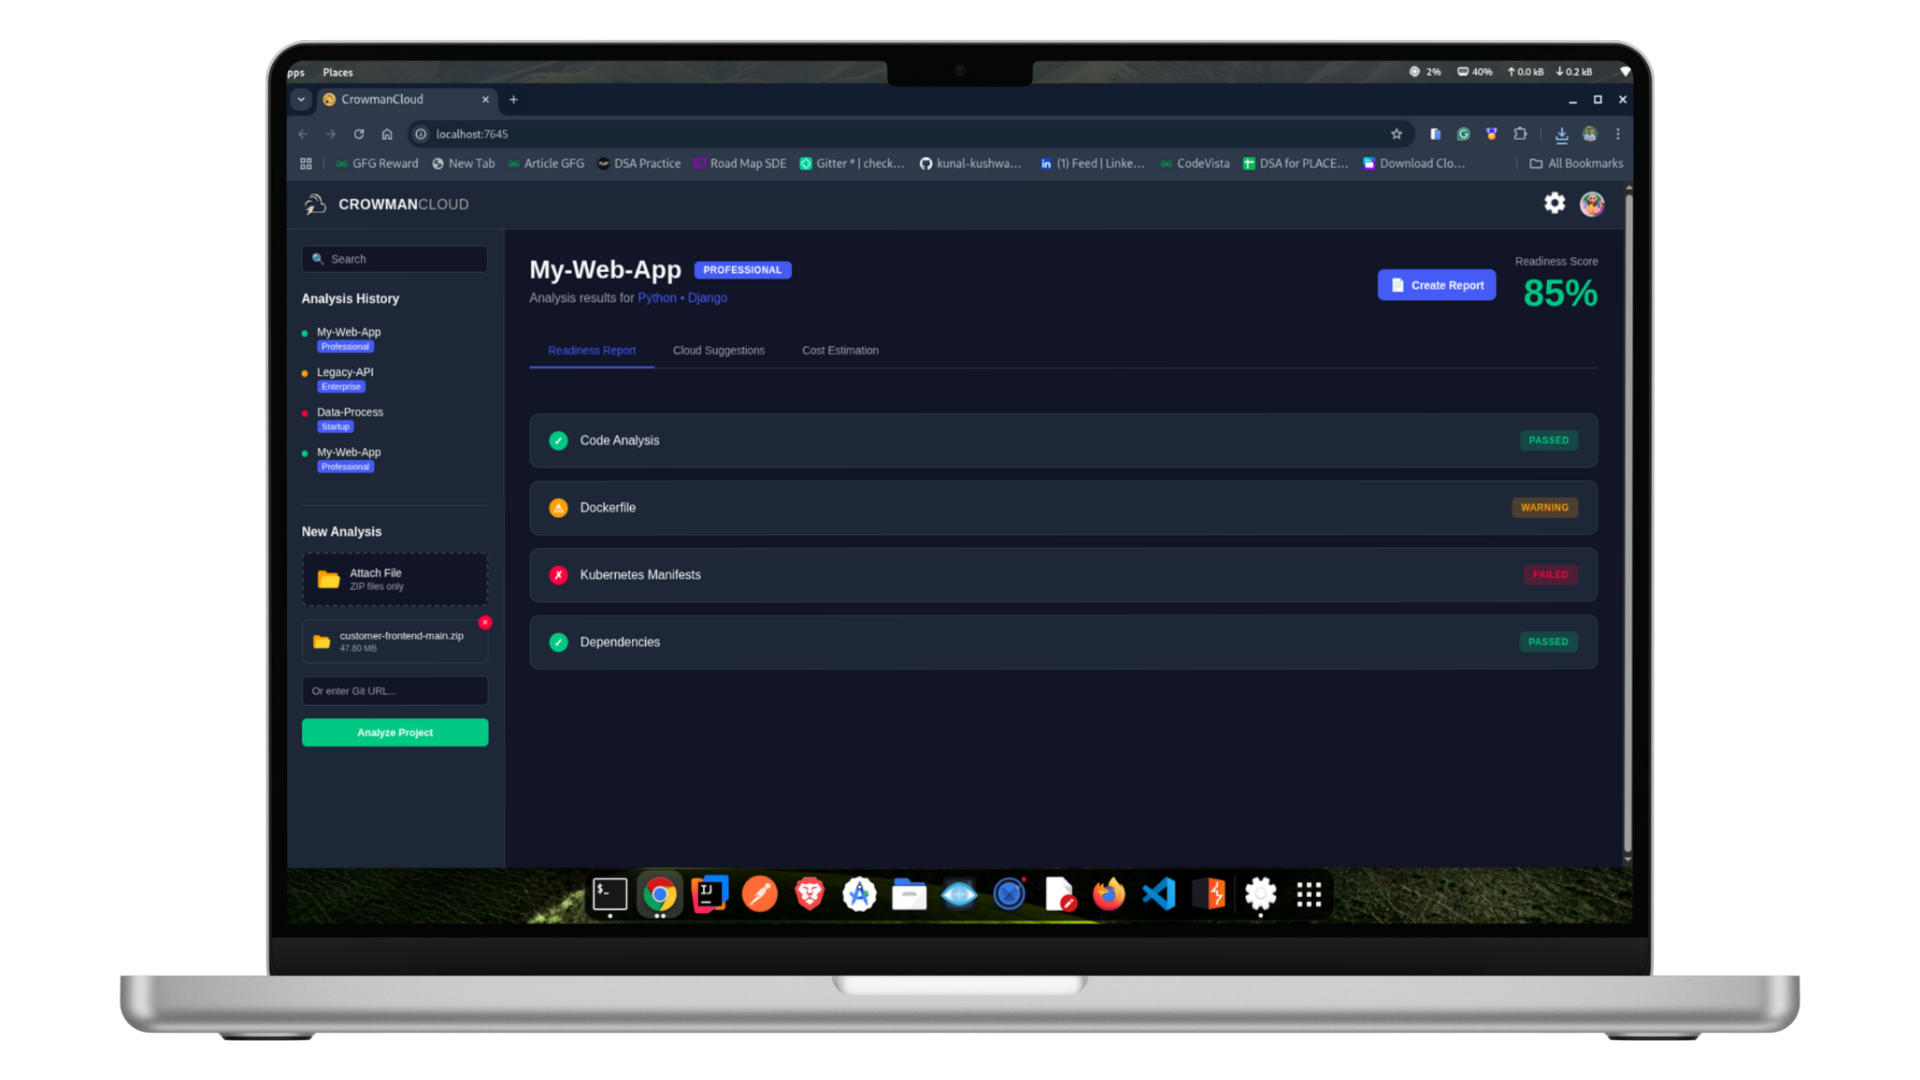 pps Places
2% 40% ↑0.0 kB ↓0.2 kB
CrowmanCloud
localhost:7645
GFG Reward New Tab Article GFG DSA Practice Road Map SDE Gitter * | check... kunal-kushwa... (1) Feed | Linke... CodeVista DSA for PLACE... Download Clo... All Bookmarks
CROWMANCLOUD
Search
Analysis History
My-Web-App
Professional
Legacy-API
Enterprise
Data-Process
Startup
My-Web-App
Professional
New Analysis
Attach File
ZIP files only
customer-frontend-main.zip
47.80 MB
Or enter Git URL...
Analyze Project
My-Web-App PROFESSIONAL
Analysis results for Python • Django
Create Report
Readiness Score
85%
Readiness Report Cloud Suggestions Cost Estimation
Code Analysis PASSED
Dockerfile WARNING
Kubernetes Manifests FAILED
Dependencies PASSED
$_
IJ